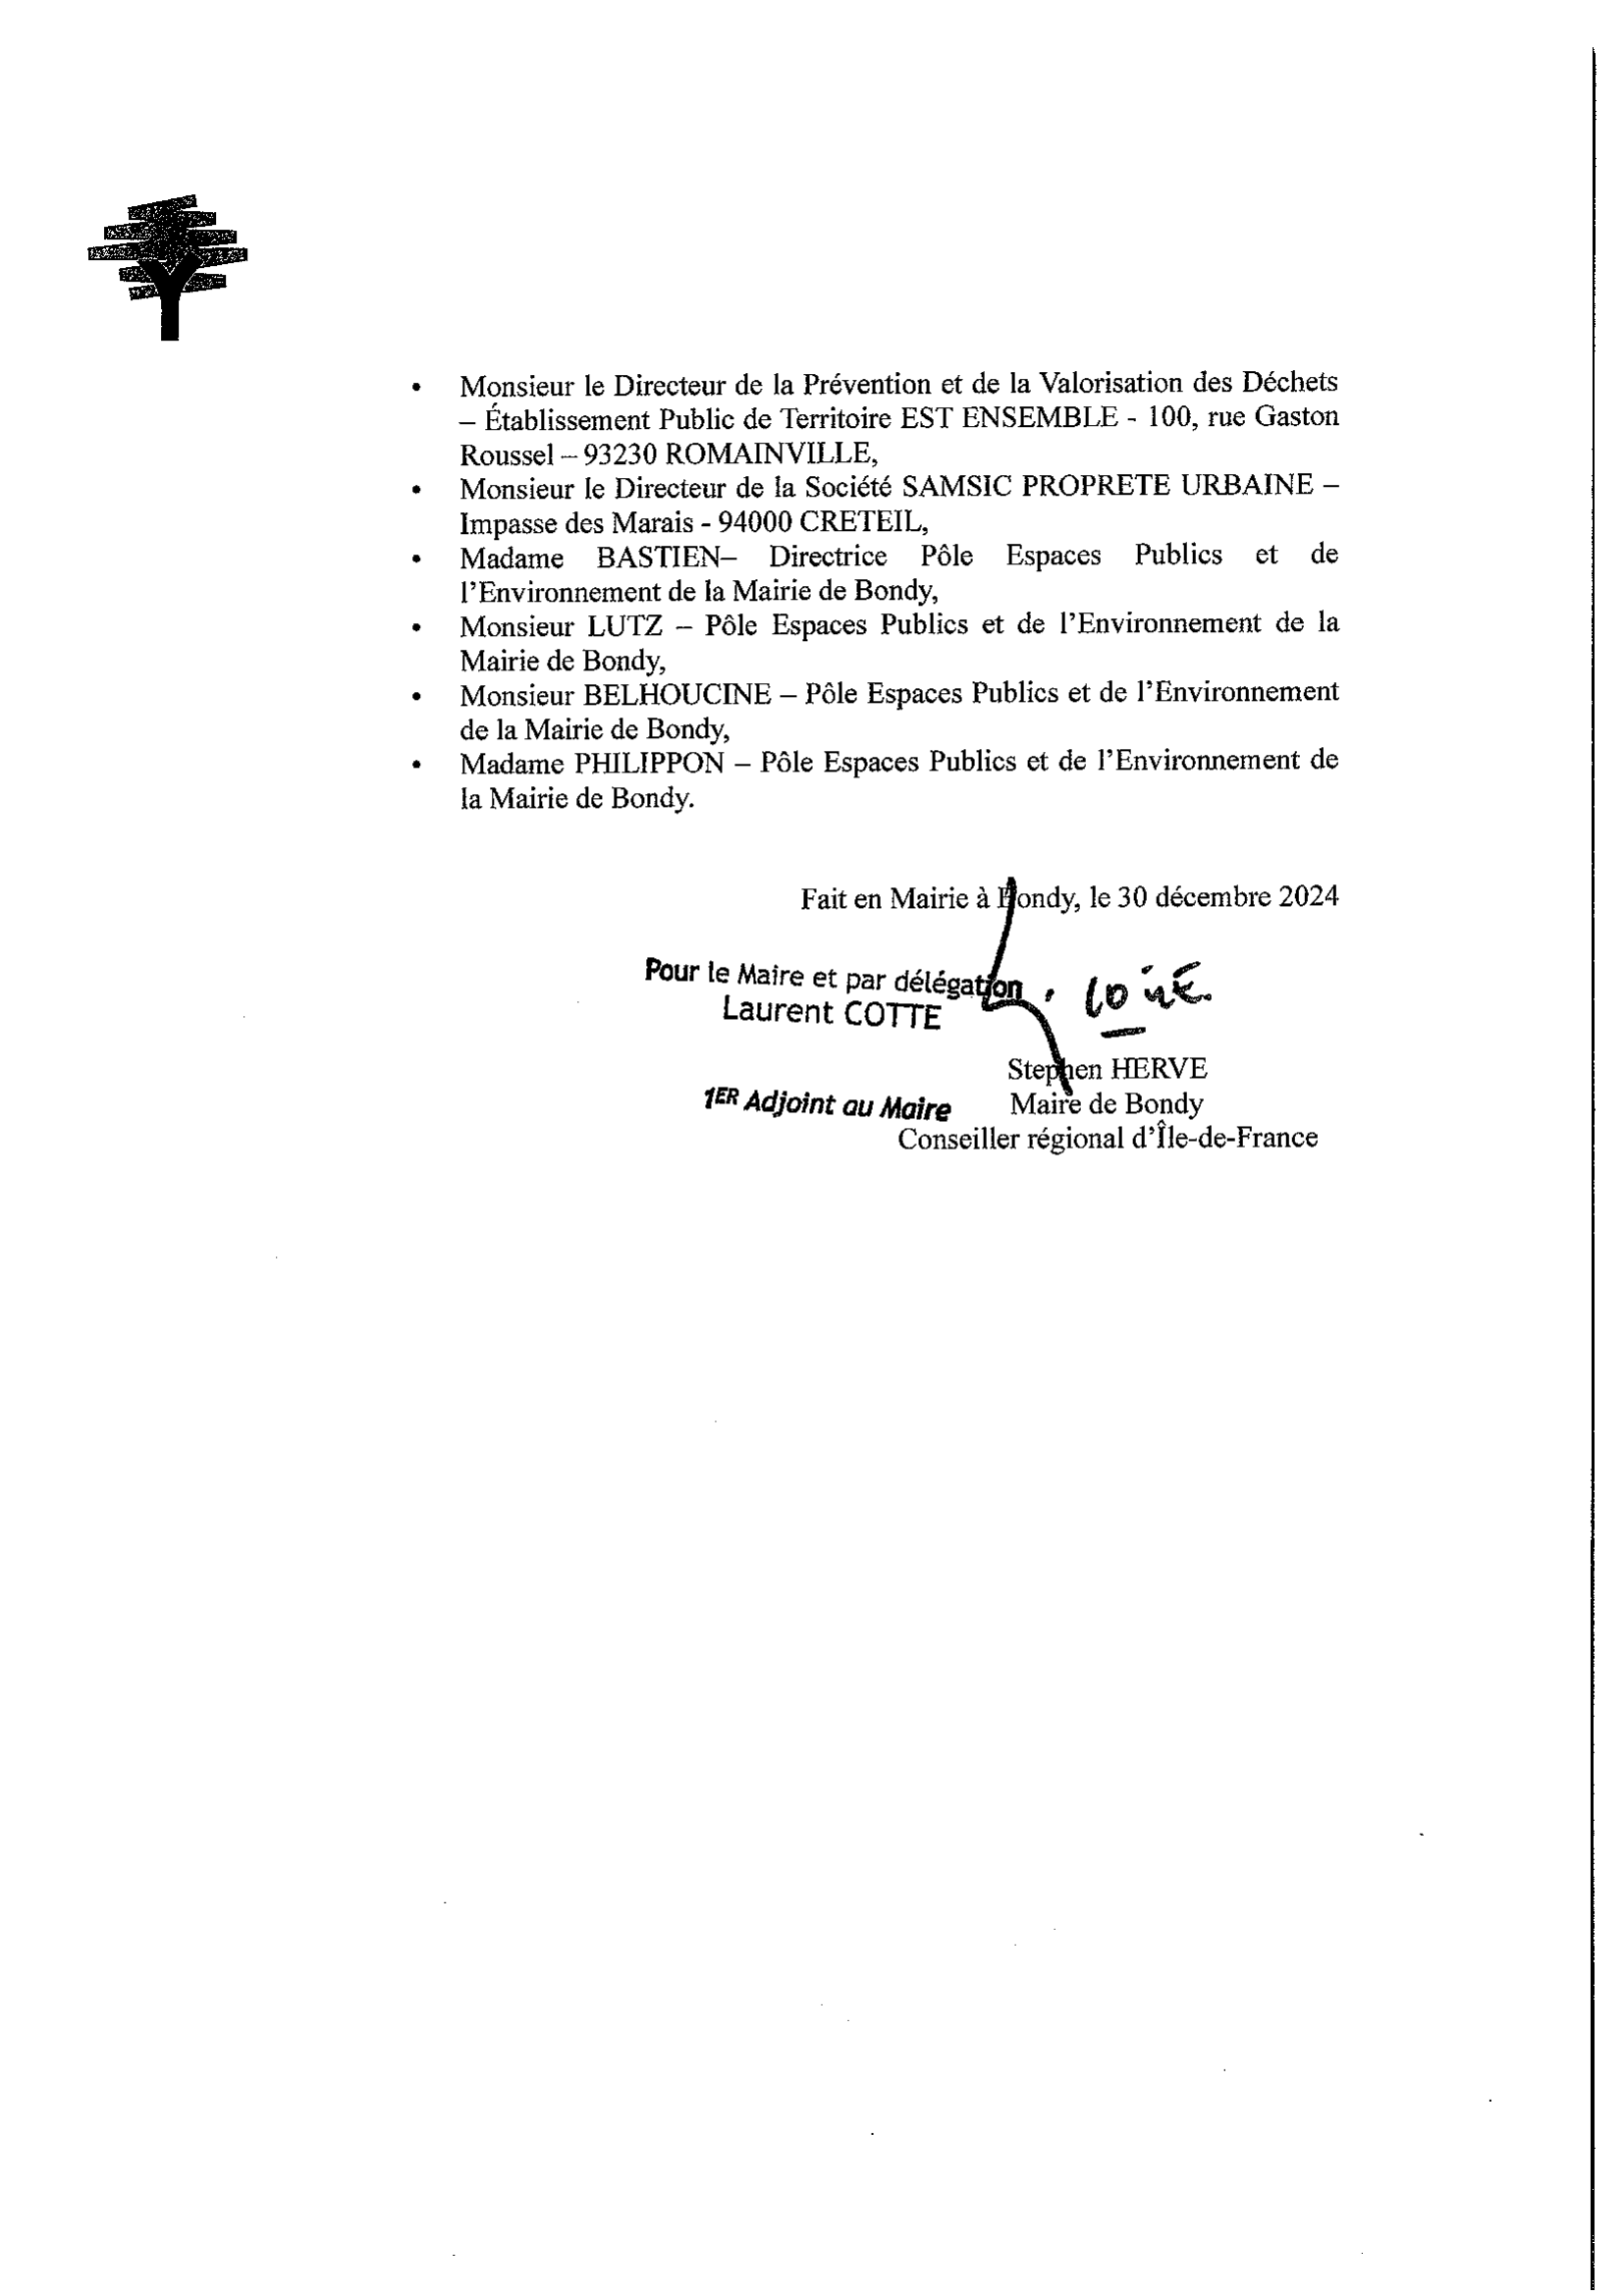 • Monsieur le Directeur de la Prévention et de la Valorisation des Déchets
– Établissement Public de Territoire EST ENSEMBLE - 100, rue Gaston
Roussel – 93230 ROMAINVILLE,
• Monsieur le Directeur de la Société SAMSIC PROPRETE URBAINE –
Impasse des Marais - 94000 CRETEIL,
• Madame BASTIEN– Directrice Pôle Espaces Publics et de
l’Environnement de la Mairie de Bondy,
• Monsieur LUTZ – Pôle Espaces Publics et de l’Environnement de la
Mairie de Bondy,
• Monsieur BELHOUCINE – Pôle Espaces Publics et de l’Environnement
de la Mairie de Bondy,
• Madame PHILIPPON – Pôle Espaces Publics et de l’Environnement de
la Mairie de Bondy.
Fait en Mairie à Bondy, le 30 décembre 2024
Pour le Maire et par délégation
Laurent COTTE
Stephen HERVE
1ER Adjoint au Maire
Maire de Bondy
Conseiller régional d’Île-de-France